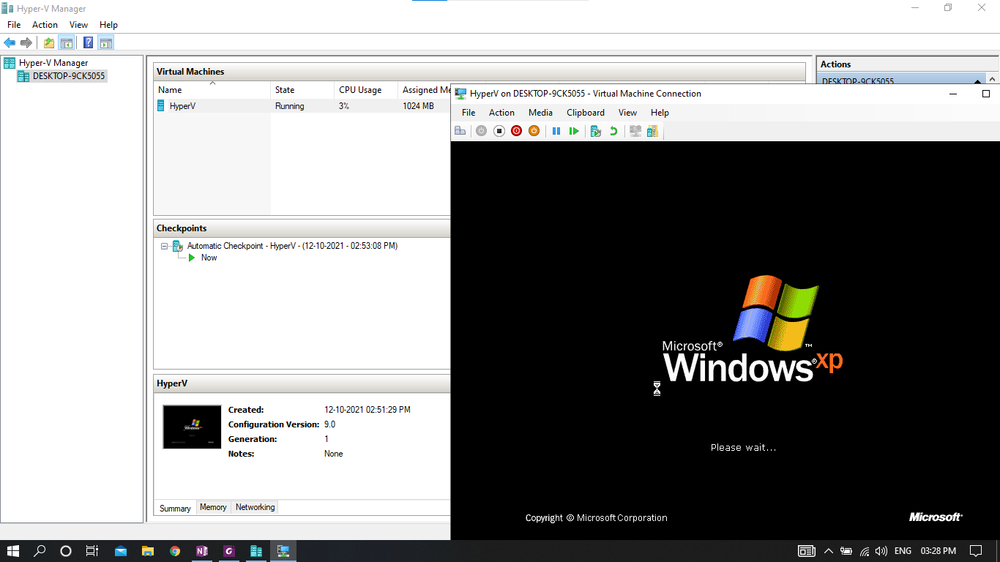 Hyper-V Manager
File Action View Help
Hyper-V Manager
DESKTOP-9CK5055
Virtual Machines
Name State CPU Usage Assigned Me
HyperV Running 3% 1024 MB
Checkpoints
Automatic Checkpoint - HyperV - (12-10-2021 - 02:53:08 PM)
Now
HyperV
Created: 12-10-2021 02:51:29 PM
Configuration Version: 9.0
Generation: 1
Notes: None
Summary Memory Networking
Actions
DESKTOP-9CK5055
HyperV on DESKTOP-9CK5055 - Virtual Machine Connection
File Action Media Clipboard View Help
Microsoft®
Windows® xp ™
Please wait...
Copyright © Microsoft Corporation
Microsoft®
ENG 03:28 PM